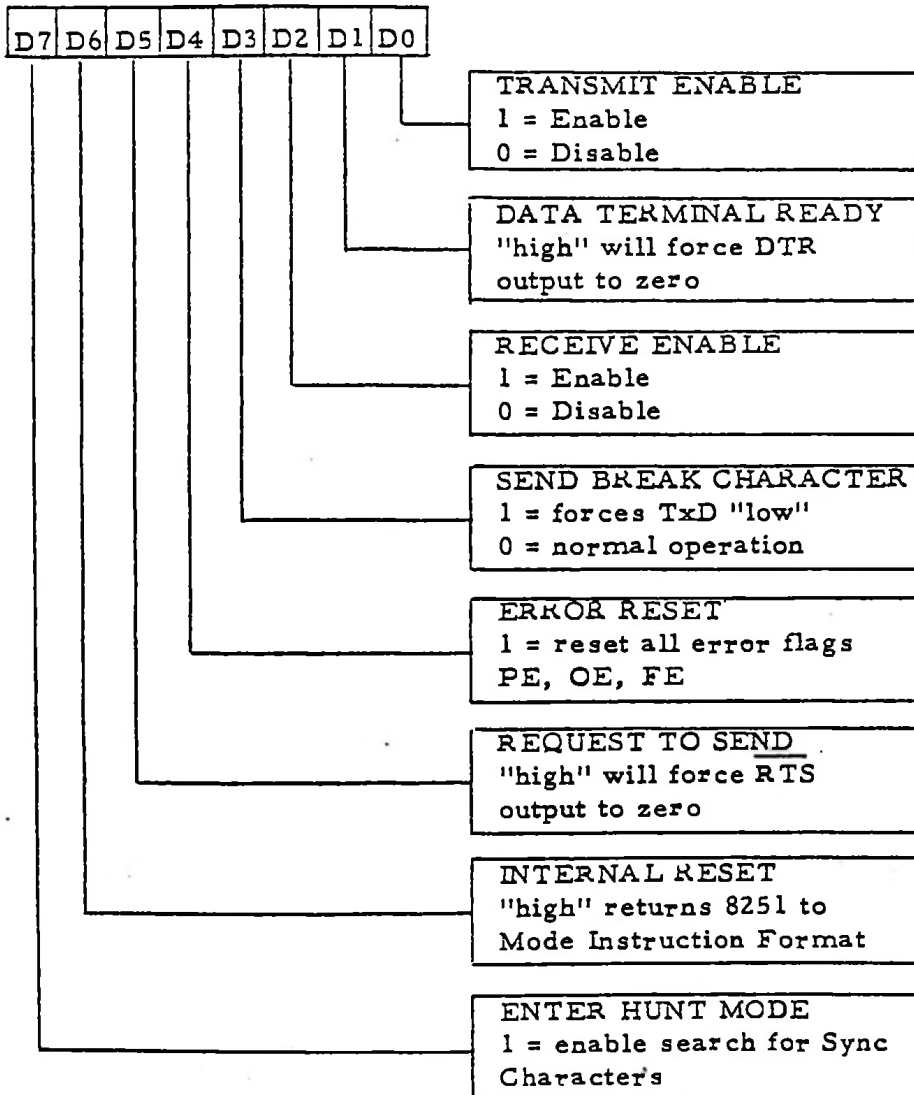 D7 D6 D5 D4 D3 D2 D1 D0
TRANSMIT ENABLE
1 = Enable
0 = Disable
DATA TERMINAL READY
"high" will force DTR
output to zero
RECEIVE ENABLE
1 = Enable
0 = Disable
SEND BREAK CHARACTER
1 = forces TxD "low"
0 = normal operation
ERROR RESET
1 = reset all error flags
PE, OE, FE
REQUEST TO SEND
"high" will force RTS
output to zero
INTERNAL RESET
"high" returns 8251 to
Mode Instruction Format
ENTER HUNT MODE
1 = enable search for Sync
Characters